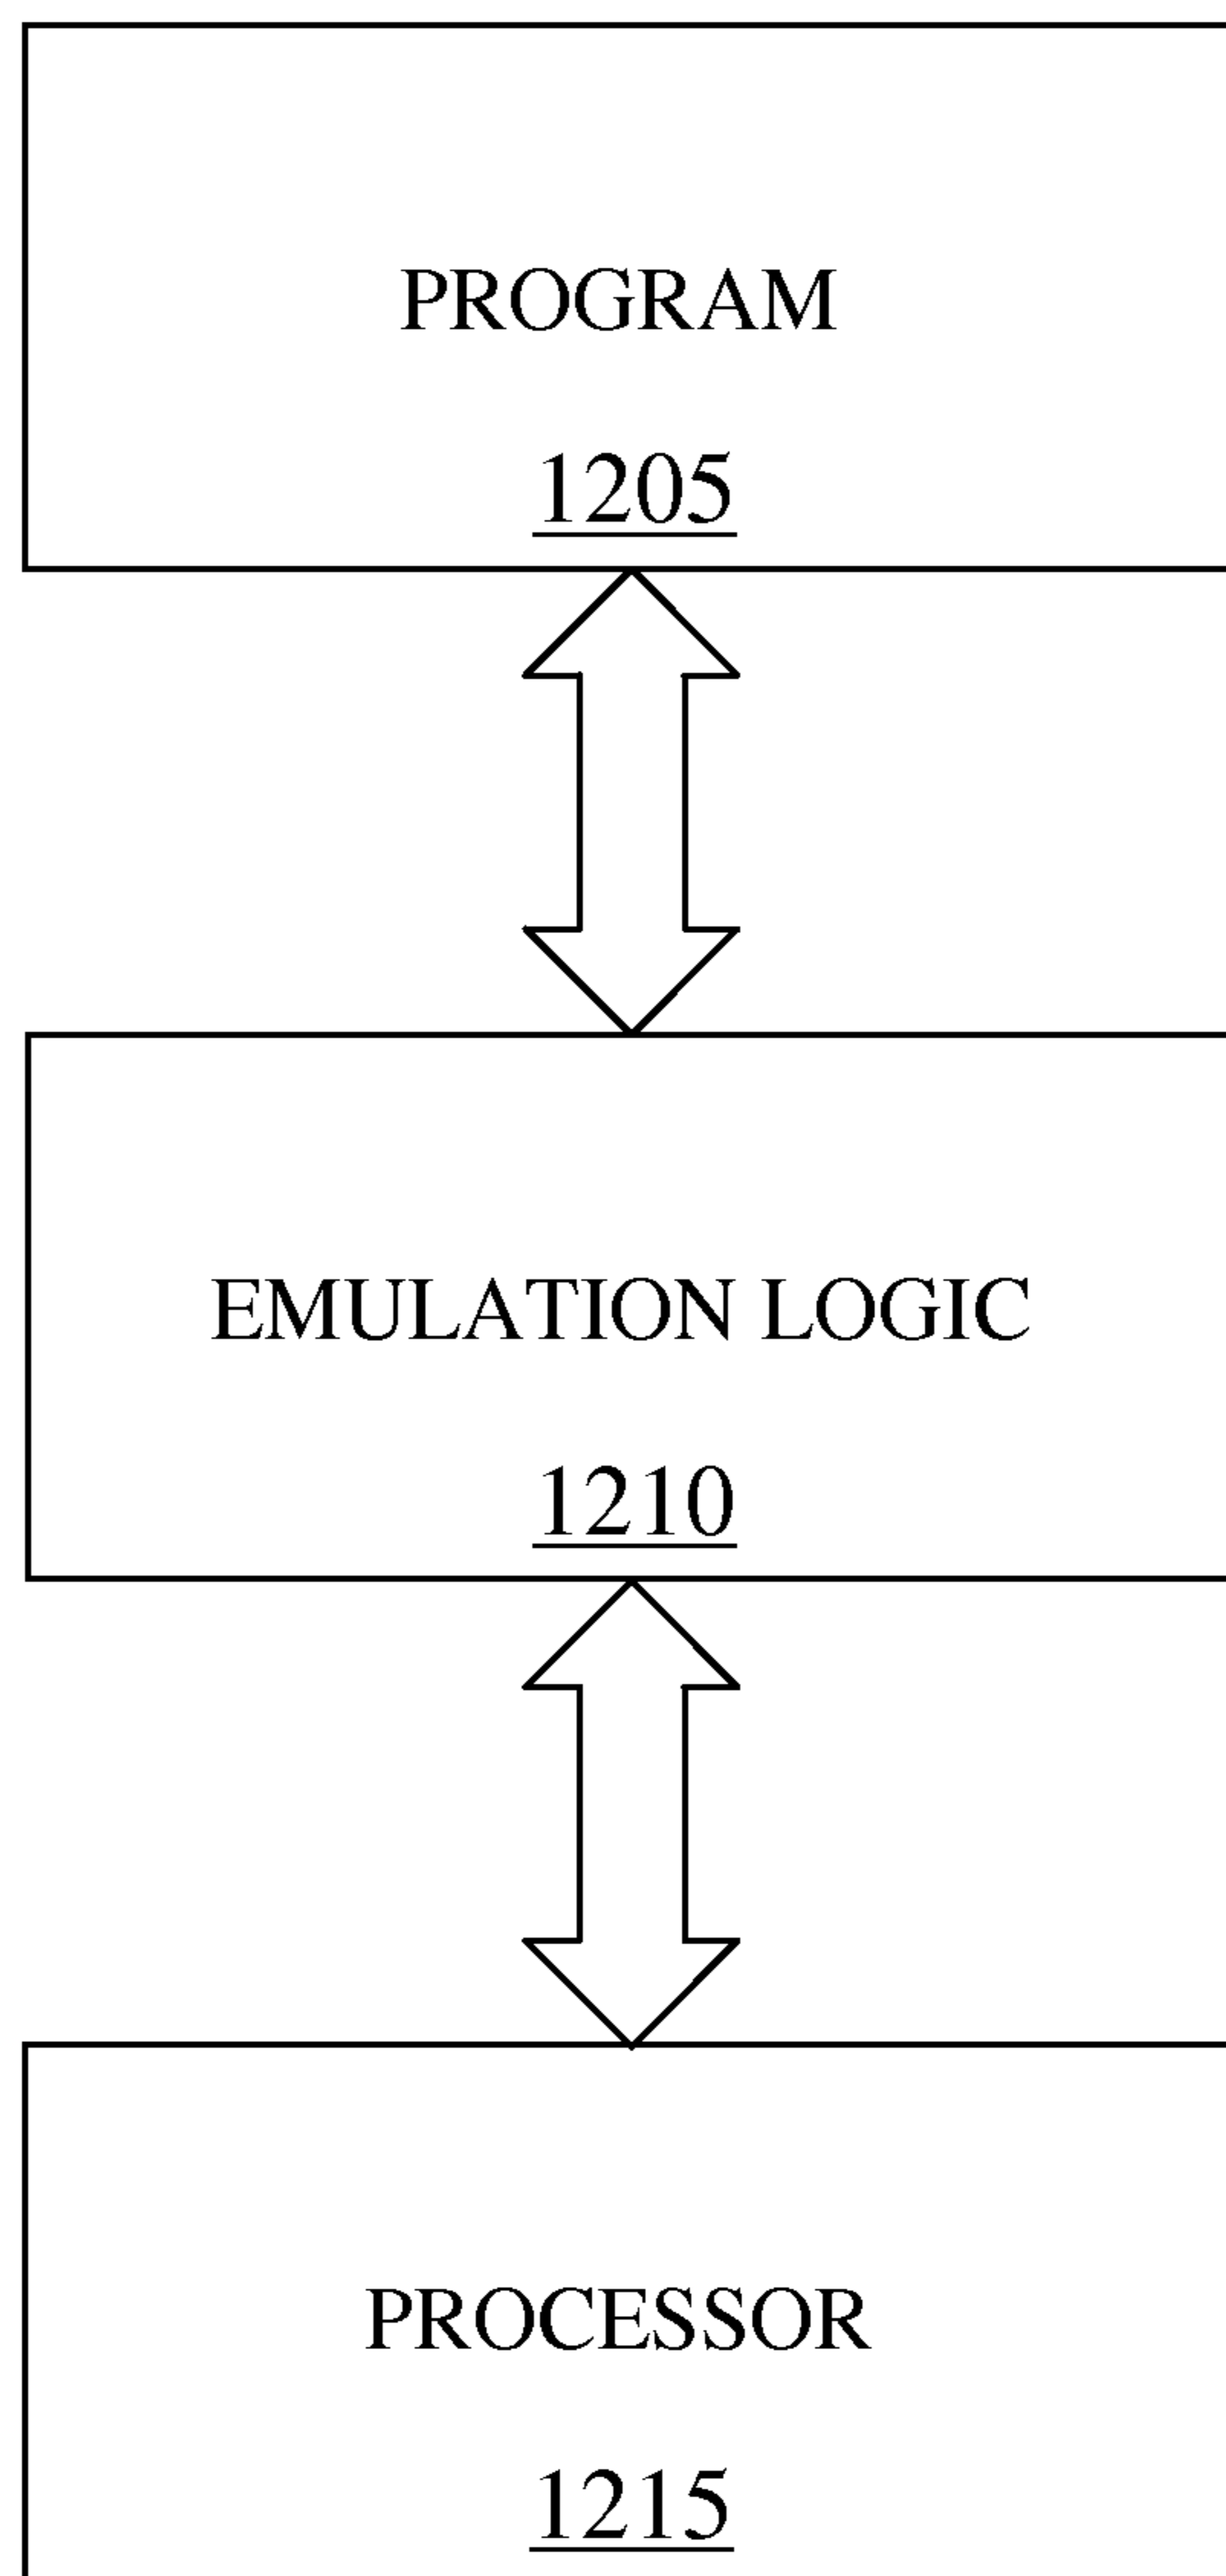 PROGRAM
1205
EMULATION LOGIC
1210
PROCESSOR
1215